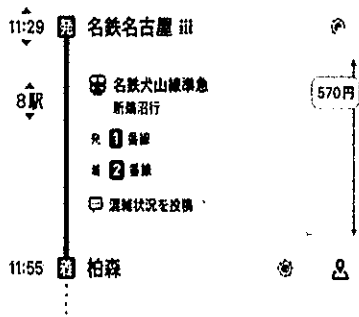 11:29 発 名鉄名古屋
8駅
名鉄犬山線準急
新鵜沼行
570円
発 1 番線
着 2 番線
混雑状況を投稿
11:55 着 柏森